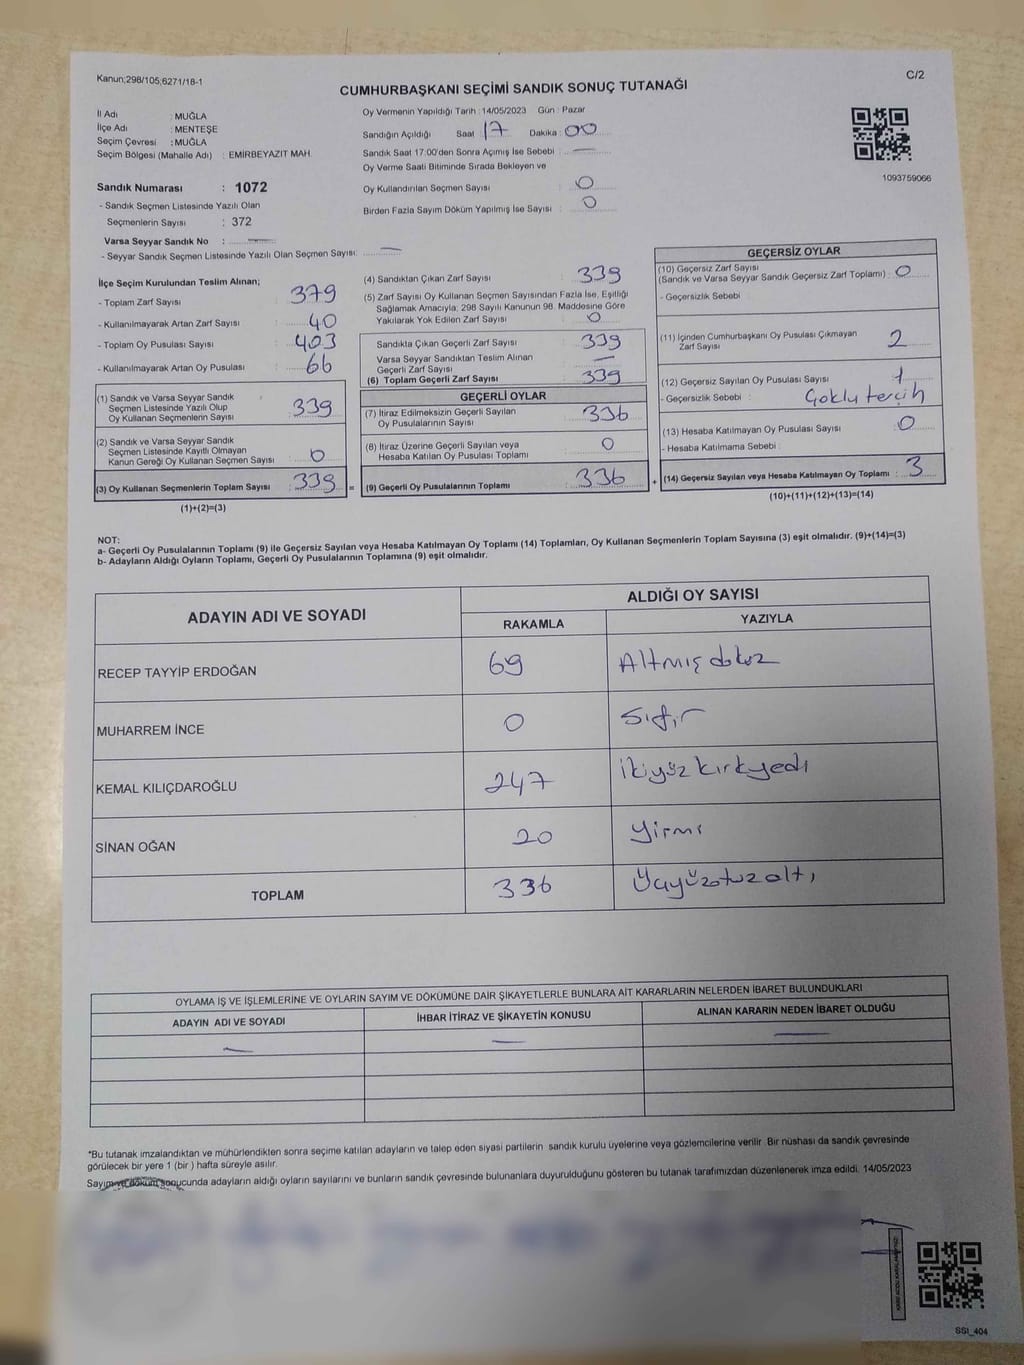 Kanun;298/105;6271/18-1
C/2
CUMHURBAŞKANI SEÇİMİ SANDIK SONUÇ TUTANAĞI
İl Adı : MUĞLA
İlçe Adı : MENTEŞE
Seçim Çevresi : MUĞLA
Seçim Bölgesi (Mahalle Adı) : EMİRBEYAZIT MAH.
Oy Vermenin Yapıldığı Tarih : 14/05/2023 Gün : Pazar
Sandığın Açıldığı Saat 17 Dakika : 00
Sandık Saat 17:00'den Sonra Açımış İse Sebebi : —
Oy Verme Saati Bitiminde Sırada Bekleyen ve
Oy Kullandırılan Seçmen Sayısı : 0
Birden Fazla Sayım Döküm Yapılmış İse Sayısı : 0
1093759066
Sandık Numarası : 1072
- Sandık Seçmen Listesinde Yazılı Olan
Seçmenlerin Sayısı : 372
Varsa Seyyar Sandık No : —
- Seyyar Sandık Seçmen Listesinde Yazılı Olan Seçmen Sayısı: —
İlçe Seçim Kurulundan Teslim Alınan;
- Toplam Zarf Sayısı : 379
- Kullanılmayarak Artan Zarf Sayısı : 40
- Toplam Oy Pusulası Sayısı : 403
- Kullanılmayarak Artan Oy Pusulası : 66
(1) Sandık ve Varsa Seyyar Sandık
Seçmen Listesinde Yazılı Olup
Oy Kullanan Seçmenlerin Sayısı : 339
(2) Sandık ve Varsa Seyyar Sandık
Seçmen Listesinde Kayıtlı Olmayan
Kanun Gereği Oy Kullanan Seçmen Sayısı : 0
(3) Oy Kullanan Seçmenlerin Toplam Sayısı : 339 =
(1)+(2)=(3)
(4) Sandıktan Çıkan Zarf Sayısı : 339
(5) Zarf Sayısı Oy Kullanan Seçmen Sayısından Fazla İse, Eşitliği
Sağlamak Amacıyla; 298 Sayılı Kanunun 98. Maddesine Göre
Yakılarak Yok Edilen Zarf Sayısı : 0
Sandıkta Çıkan Geçerli Zarf Sayısı : 339
Varsa Seyyar Sandıktan Teslim Alınan
Geçerli Zarf Sayısı : —
(6) Toplam Geçerli Zarf Sayısı : 339
GEÇERLİ OYLAR
(7) İtiraz Edilmeksizin Geçerli Sayılan
Oy Pusulalarının Sayısı : 336
(8) İtiraz Üzerine Geçerli Sayılan veya
Hesaba Katılan Oy Pusulası Toplamı : 0
(9) Geçerli Oy Pusulalarının Toplamı : 336 +
GEÇERSİZ OYLAR
(10) Geçersiz Zarf Sayısı
(Sandık ve Varsa Seyyar Sandık Geçersiz Zarf Toplamı) : 0
- Geçersizlik Sebebi :
(11) İçinden Cumhurbaşkanı Oy Pusulası Çıkmayan
Zarf Sayısı : 2
(12) Geçersiz Sayılan Oy Pusulası Sayısı : 1
- Geçersizlik Sebebi : Çoklu tercih
(13) Hesaba Katılmayan Oy Pusulası Sayısı : 0
- Hesaba Katılmama Sebebi :
(14) Geçersiz Sayılan veya Hesaba Katılmayan Oy Toplamı : 3
(10)+(11)+(12)+(13)=(14)
NOT:
a- Geçerli Oy Pusulalarının Toplamı (9) ile Geçersiz Sayılan veya Hesaba Katılmayan Oy Toplamı (14) Toplamları, Oy Kullanan Seçmenlerin Toplam Sayısına (3) eşit olmalıdır. (9)+(14)=(3)
b- Adayların Aldığı Oyların Toplamı, Geçerli Oy Pusulalarının Toplamına (9) eşit olmalıdır.
ADAYIN ADI VE SOYADI
ALDIĞI OY SAYISI
RAKAMLA YAZIYLA
RECEP TAYYİP ERDOĞAN 69 Altmış dokuz
MUHARREM İNCE 0 Sıfır
KEMAL KILIÇDAROĞLU 247 İkiyüz kırkyedi
SİNAN OĞAN 20 Yirmi
TOPLAM 336 Üçyüzotuzaltı
OYLAMA İŞ VE İŞLEMLERİNE VE OYLARIN SAYIM VE DÖKÜMÜNE DAİR ŞİKAYETLERLE BUNLARA AİT KARARLARIN NELERDEN İBARET BULUNDUKLARI
ADAYIN ADI VE SOYADI İHBAR İTİRAZ VE ŞİKAYETİN KONUSU ALINAN KARARIN NEDEN İBARET OLDUĞU
— — —
*Bu tutanak imzalandıktan ve mühürlendikten sonra seçime katılan adayların ve talep eden siyasi partilerin sandık kurulu üyelerine veya gözlemcilerine verilir. Bir nüshası da sandık çevresinde
görülecek bir yere 1 (bir ) hafta süreyle asılır.
Sayım ve döküm sonucunda adayların aldığı oyların sayılarını ve bunların sandık çevresinde bulunanlara duyurulduğunu gösteren bu tutanak tarafımızdan düzenlenerek imza edildi. 14/05/2023
SSI_404